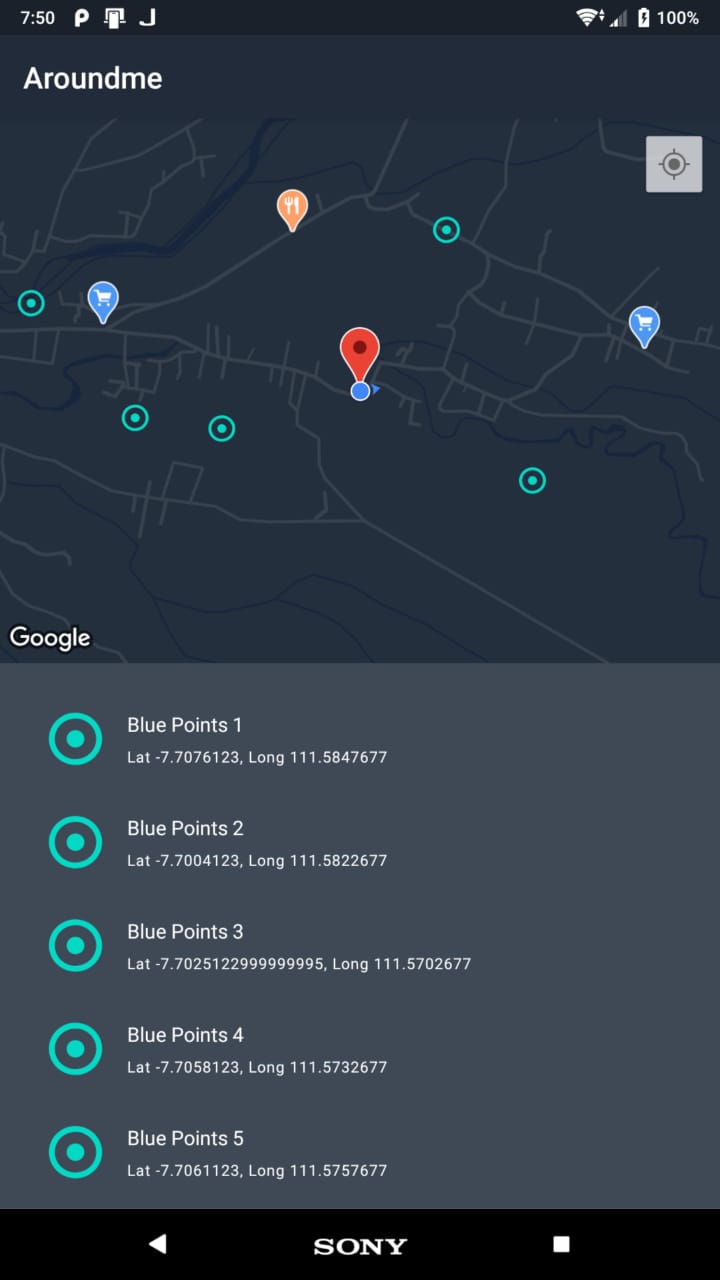 7:50
100%
Aroundme
Google
Blue Points 1
Lat -7.7076123, Long 111.5847677
Blue Points 2
Lat -7.7004123, Long 111.5822677
Blue Points 3
Lat -7.7025122999999995, Long 111.5702677
Blue Points 4
Lat -7.7058123, Long 111.5732677
Blue Points 5
Lat -7.7061123, Long 111.5757677
SONY